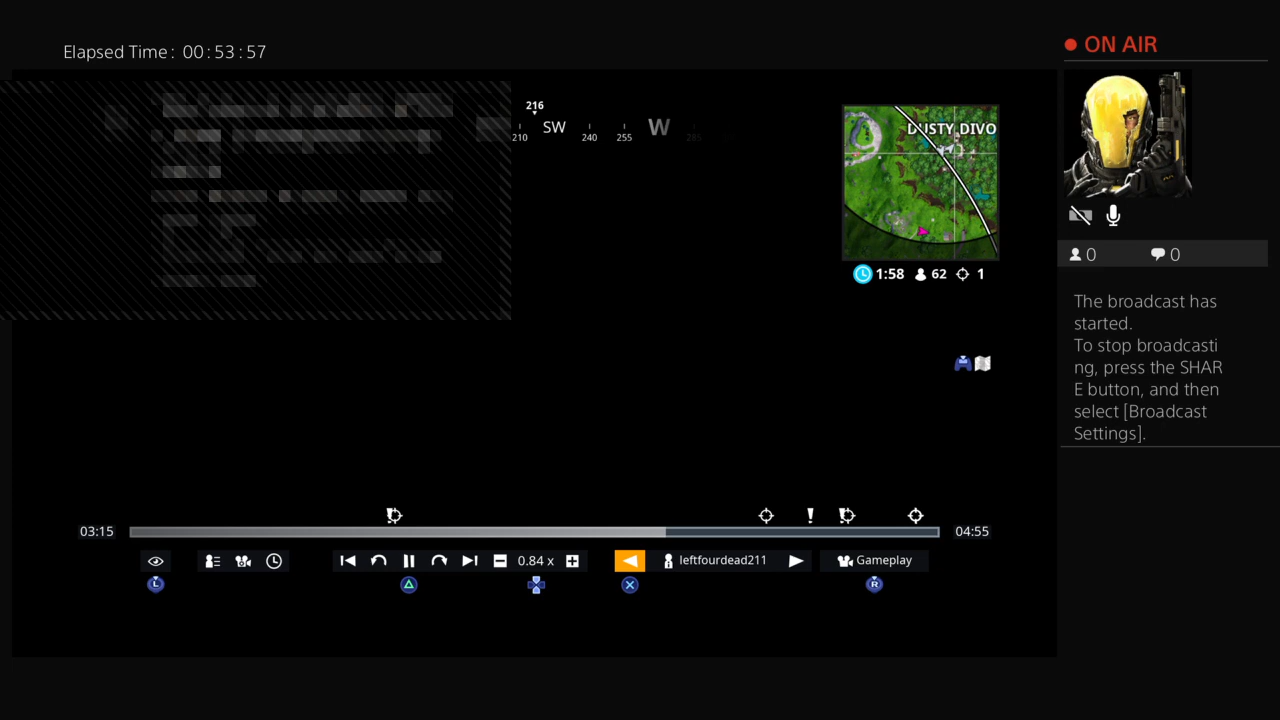 Elapsed Time: 00:53:57
ON AIR
216
210 SW 240 255 W 285
DUSTY DIVO
1:58 62 1
0 0
The broadcast has
started.
To stop broadcasti
ng, press the SHAR
E button, and then
select [Broadcast
Settings].
03:15 04:55
0.84 x leftfourdead211 Gameplay
L R